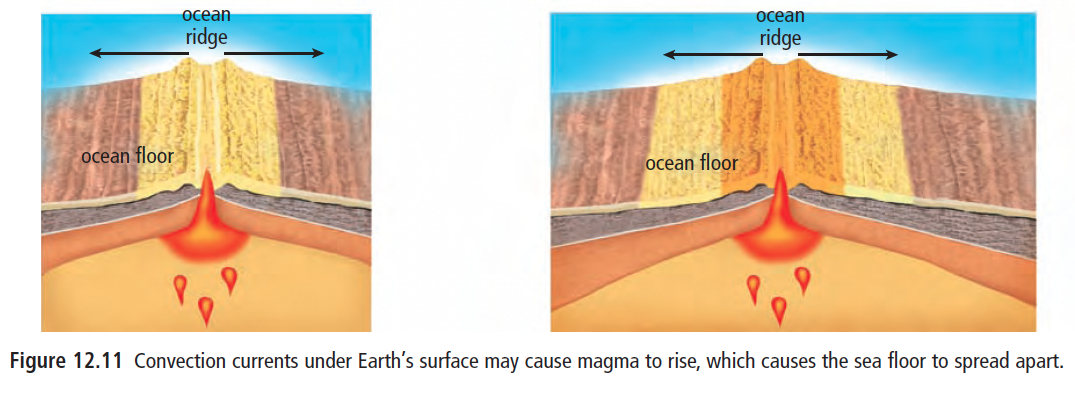 ocean
ridge
ocean floor
ocean
ridge
ocean floor
Figure 12.11 Convection currents under Earth's surface may cause magma to rise, which causes the sea floor to spread apart.